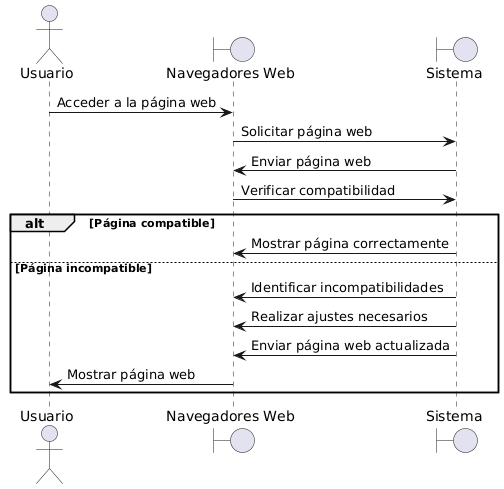 Usuario
Navegadores Web
Sistema
Acceder a la página web
Solicitar página web
Enviar página web
Verificar compatibilidad
alt
[Página compatible]
Mostrar página correctamente
[Página incompatible]
Identificar incompatibilidades
Realizar ajustes necesarios
Enviar página web actualizada
Mostrar página web
Usuario
Navegadores Web
Sistema